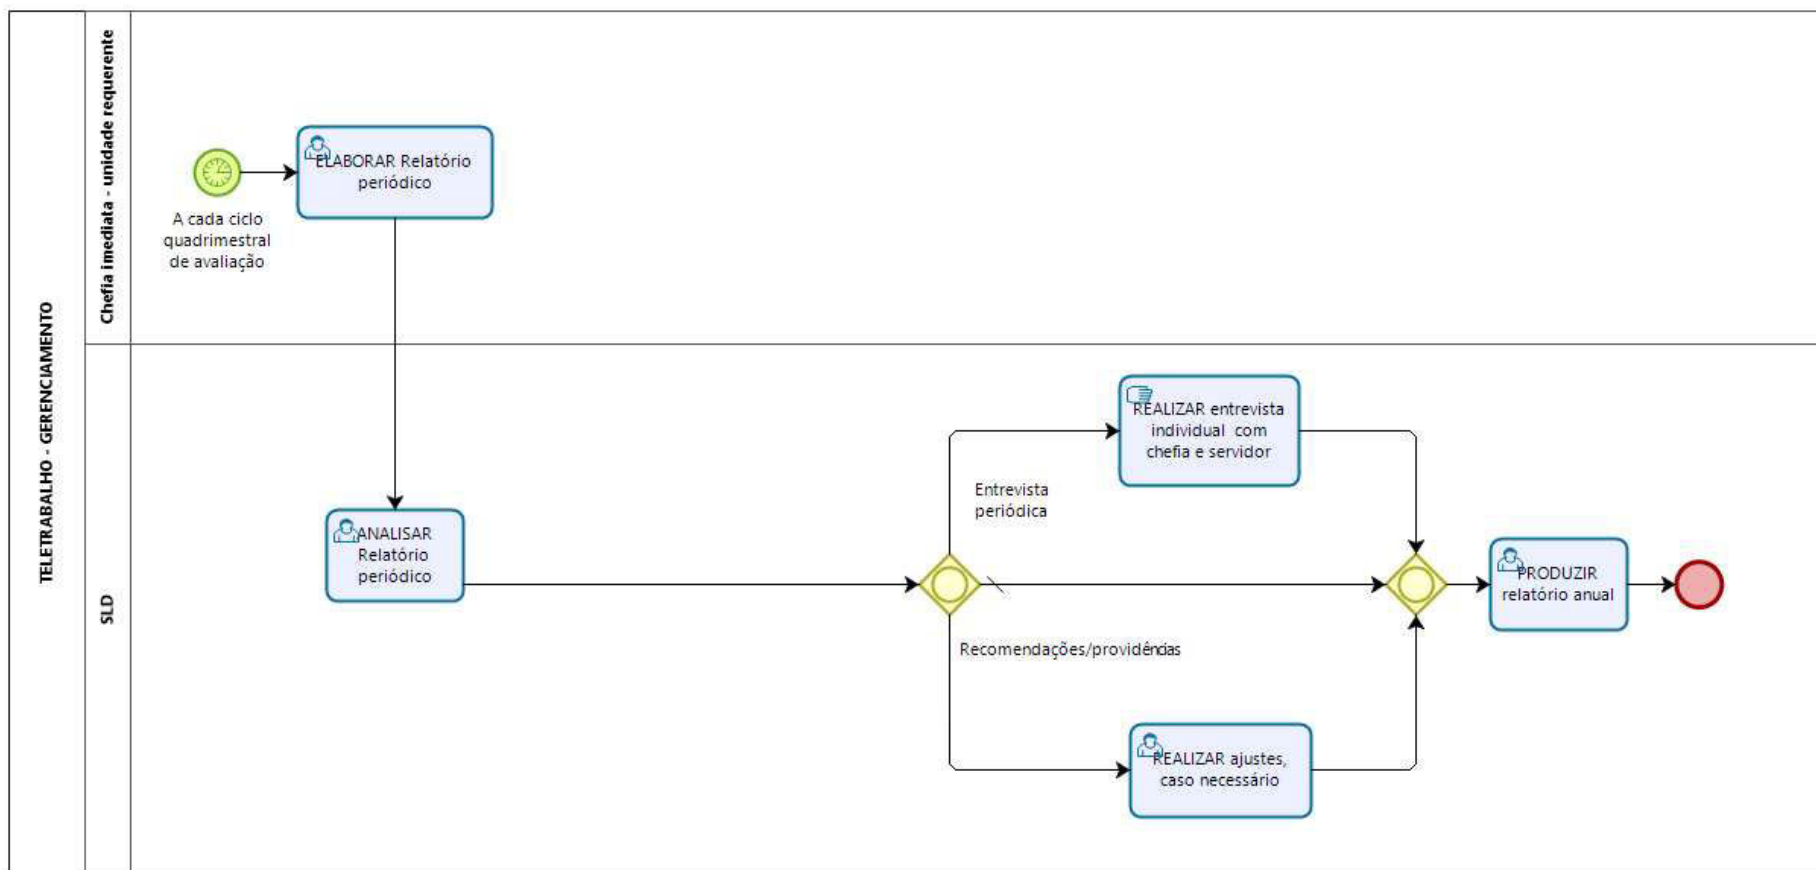 TELETRABALHO - GERENCIAMENTO
Chefia imediata - unidade requerente
A cada ciclo
quadrimestral
de avaliação
ELABORAR Relatório
periódico
SLD
ANALISAR
Relatório
periódico
Entrevista
periódica
REALIZAR entrevista
individual com
chefia e servidor
Recomendações/providências
REALIZAR ajustes,
caso necessário
PRODUZIR
relatório anual